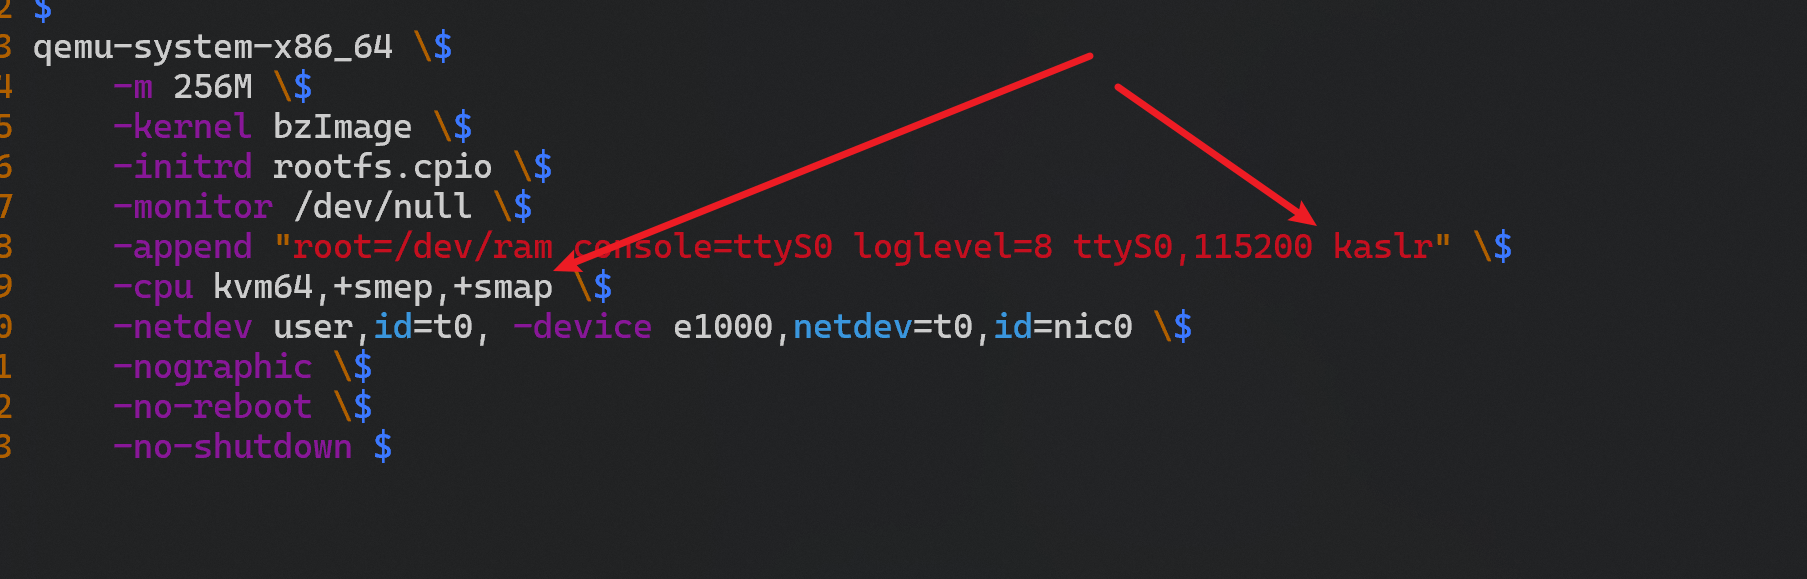 2 $
3 qemu-system-x86_64 \$
4 -m 256M \$
5 -kernel bzImage \$
6 -initrd rootfs.cpio \$
7 -monitor /dev/null \$
8 -append "root=/dev/ram console=ttyS0 loglevel=8 ttyS0,115200 kaslr" \$
9 -cpu kvm64,+smep,+smap \$
0 -netdev user,id=t0, -device e1000,netdev=t0,id=nic0 \$
1 -nographic \$
2 -no-reboot \$
3 -no-shutdown $